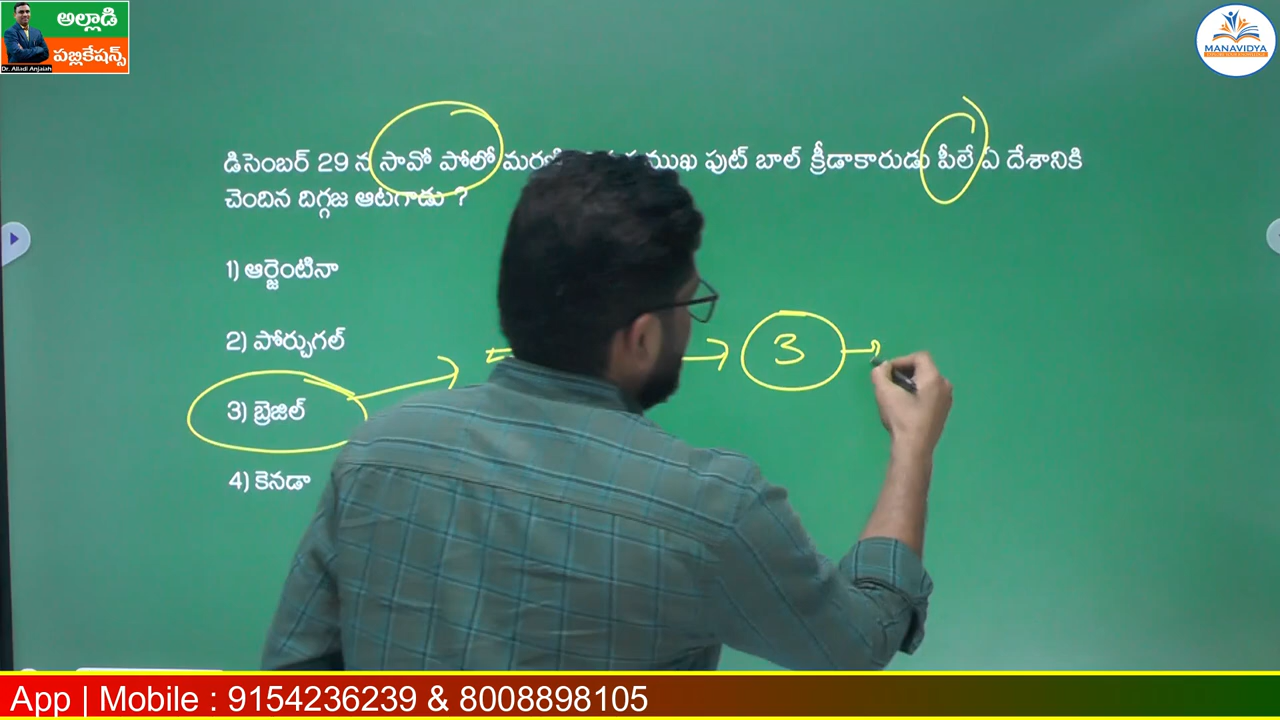 అల్లాడి
పబ్లికేషన్స్
Dr. Alladi Anjaiah
MANAVIDYA
డిసెంబర్ 29 న సావో పోలో ఫుట్ బాల్ క్రీడాకారుడు పీలే ఏ దేశానికి
చెందిన దిగ్గజ ఆటగాడు ?
1) ఆర్జెంటినా
2) పోర్చుగల్
3
3) బ్రెజిల్
4) కెనడా
App | Mobile : 9154236239 & 8008898105